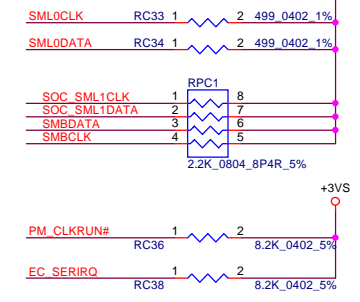 SML0CLK RC33 1 2 499_0402_1%
SML0DATA RC34 1 2 499_0402_1%
RPC1
SOC_SML1CLK 1 8
SOC_SML1DATA 2 7
SMBDATA 3 6
SMBCLK 4 5
2.2K_0804_8P4R_5%
+3VS
PM_CLKRUN# 1 2
RC36 8.2K_0402_5%
EC_SERIRQ 1 2
RC38 8.2K_0402_5%